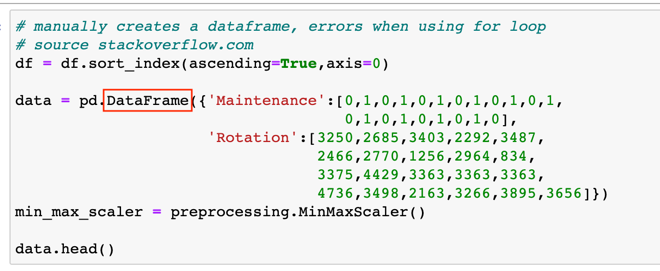 # manually creates a dataframe, errors when using for loop
# source stackoverflow.com
df = df.sort_index(ascending=True,axis=0)
data = pd.DataFrame({'Maintenance':[0,1,0,1,0,1,0,1,0,1,0,1,
0,1,0,1,0,1,0,1,0],
'Rotation':[3250,2685,3403,2292,3487,
2466,2770,1256,2964,834,
3375,4429,3363,3363,3363,
4736,3498,2163,3266,3895,3656]})
min_max_scaler = preprocessing.MinMaxScaler()
data.head()